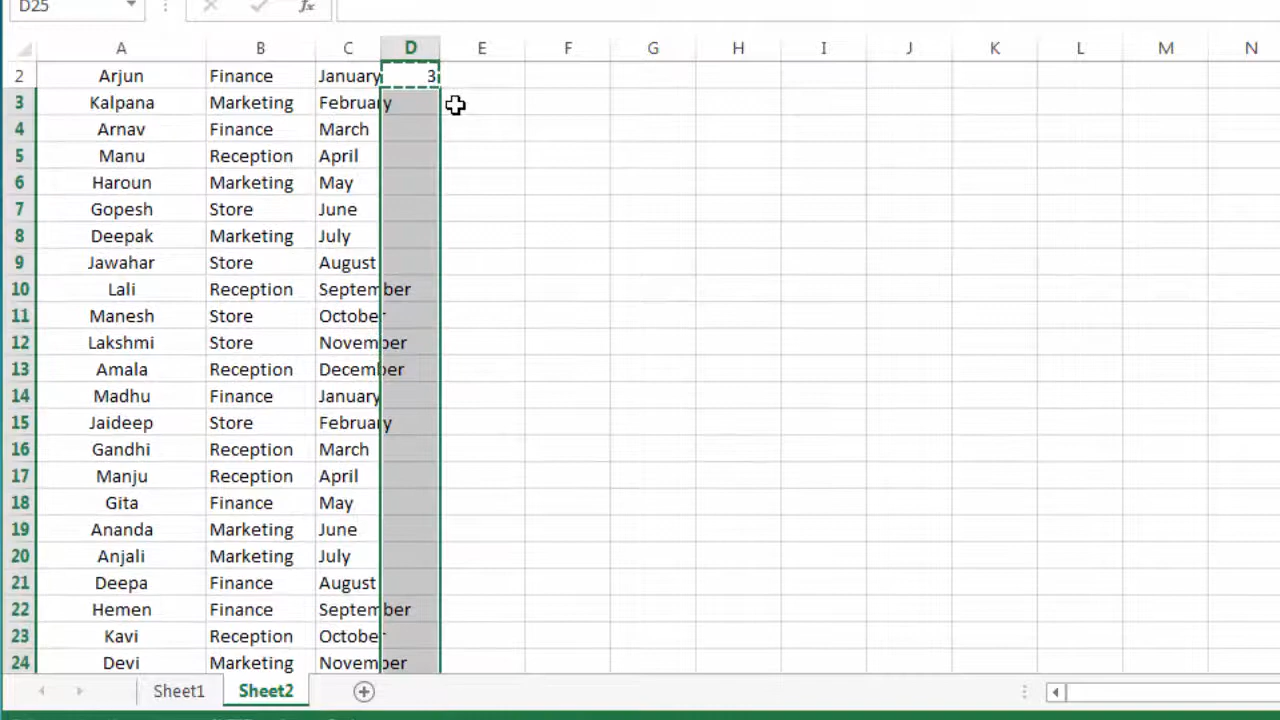 D25 fx
A B C D E F G H I J K L M N
2 Arjun Finance January 3
3 Kalpana Marketing February
4 Arnav Finance March
5 Manu Reception April
6 Haroun Marketing May
7 Gopesh Store June
8 Deepak Marketing July
9 Jawahar Store August
10 Lali Reception September
11 Manesh Store October
12 Lakshmi Store November
13 Amala Reception December
14 Madhu Finance January
15 Jaideep Store February
16 Gandhi Reception March
17 Manju Reception April
18 Gita Finance May
19 Ananda Marketing June
20 Anjali Marketing July
21 Deepa Finance August
22 Hemen Finance September
23 Kavi Reception October
24 Devi Marketing November
Sheet1 Sheet2